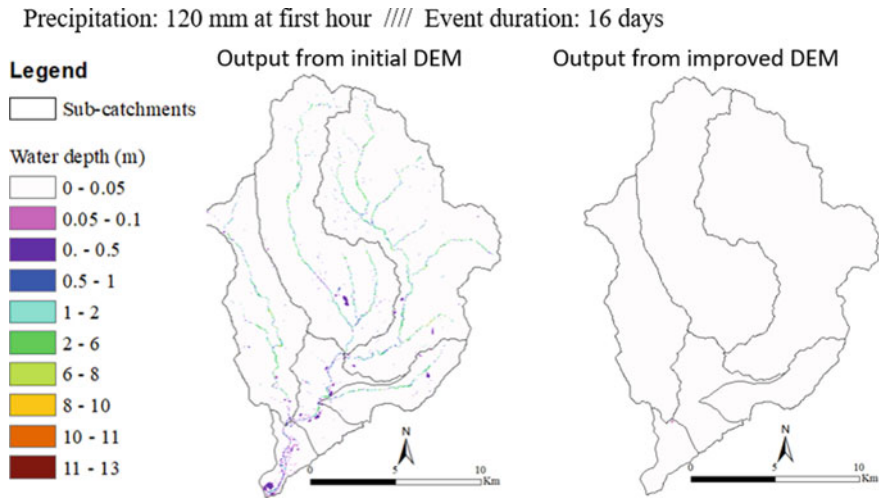 Precipitation: 120 mm at first hour //// Event duration: 16 days
Output from initial DEM
Output from improved DEM
Legend
Sub-catchments
Water depth (m)
0 - 0.05
0.05 - 0.1
0. - 0.5
0.5 - 1
1 - 2
2 - 6
6 - 8
8 - 10
10 - 11
11 - 13
N
0 5 10
Km
N
0 5 10
Km